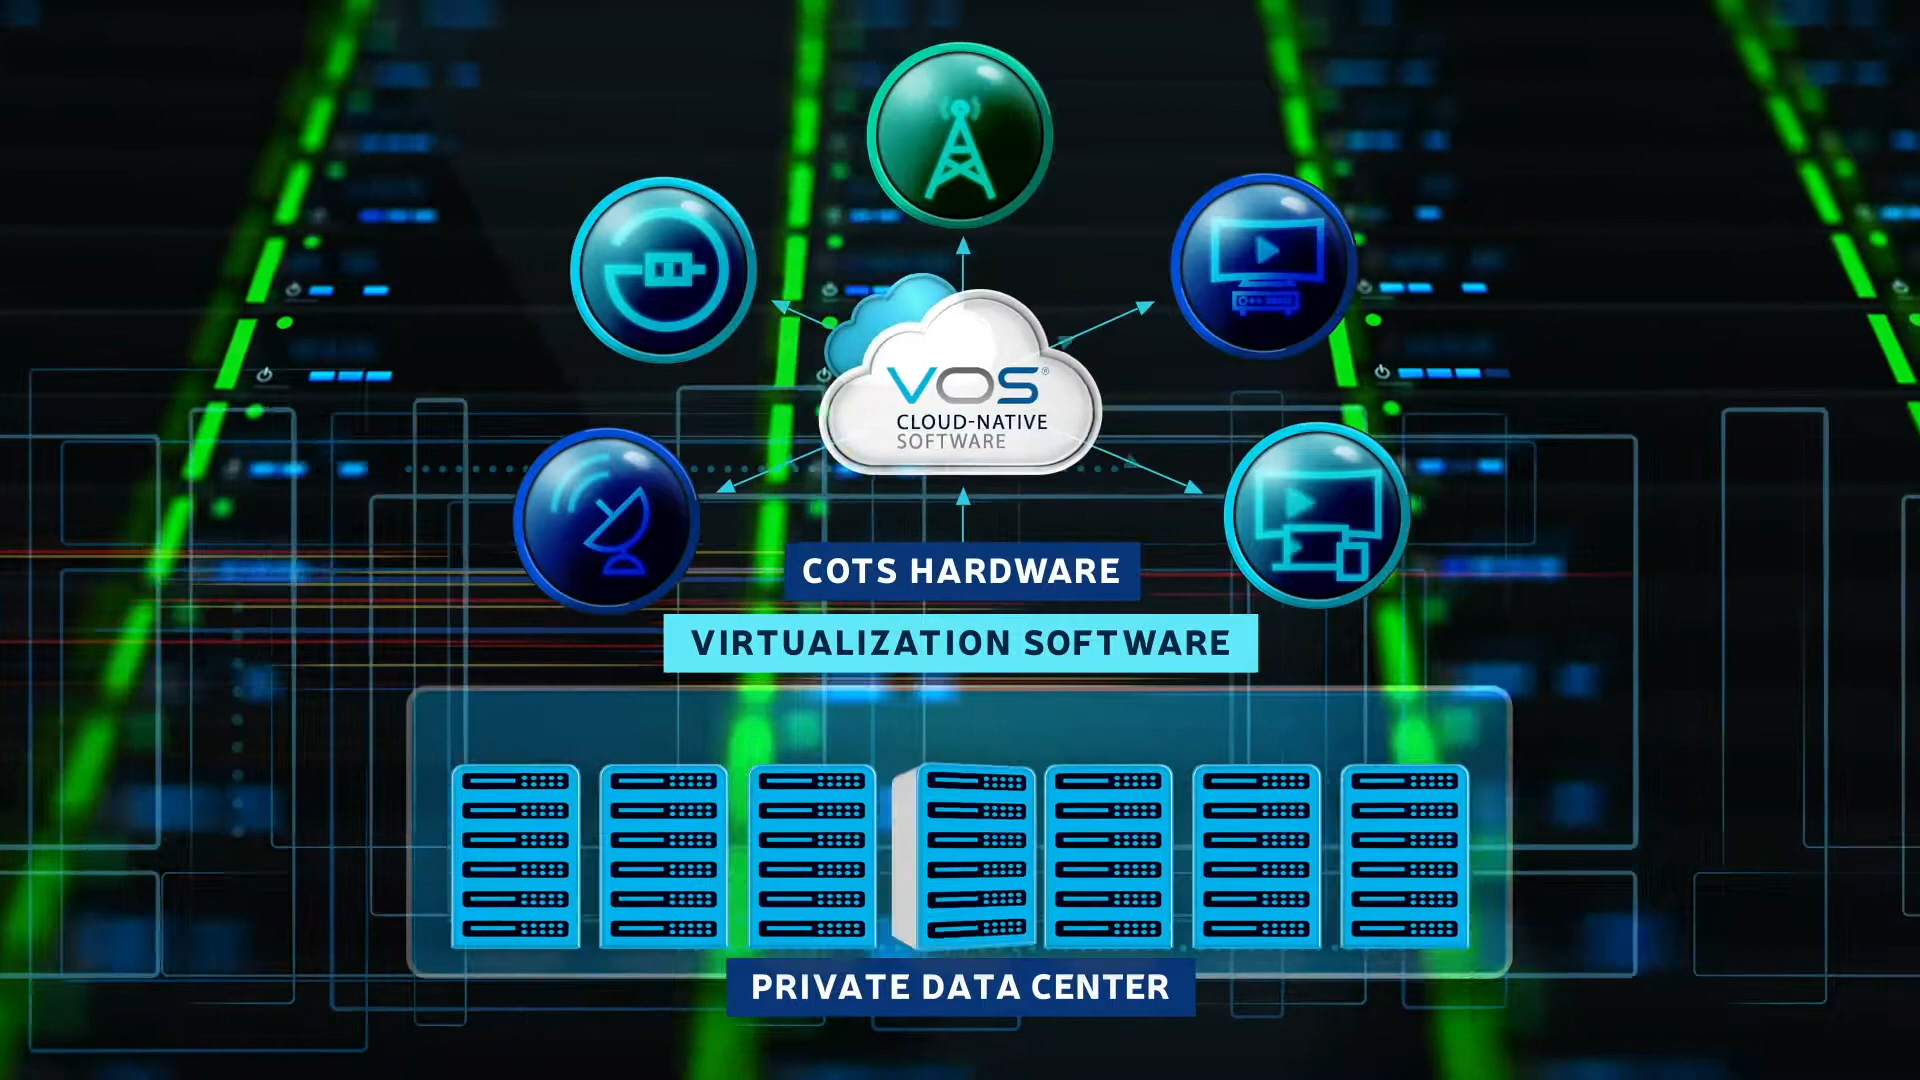 VOS®
CLOUD-NATIVE
SOFTWARE
COTS HARDWARE
VIRTUALIZATION SOFTWARE
PRIVATE DATA CENTER